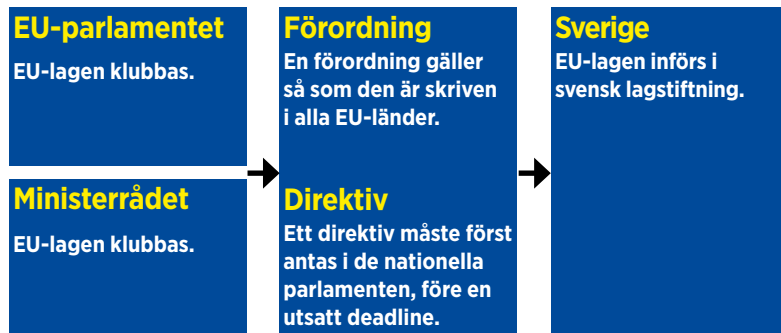 EU-parlamentet
EU-lagen klubbas.
Ministerrådet
EU-lagen klubbas.
Förordning
En förordning gäller
så som den är skriven
i alla EU-länder.
Direktiv
Ett direktiv måste först
antas i de nationella
parlamenten, före en
utsatt deadline.
Sverige
EU-lagen införs i
svensk lagstiftning.